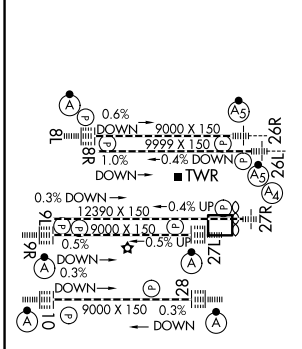 A
P
0.6%
DOWN
9000 X 150
A5
26R
8L
8R
P
9999 X 150
P
26L
1.0%
DOWN
0.4% DOWN
A5
A4
TWR
0.3% DOWN
0.4% UP
P
12390 X 150
27R
9L
P
P
9000 X 150
P
9R
0.5%
DOWN
0.5% UP
27L
A
0.3%
DOWN
A
P
28
10
9000 X 150
0.3%
DOWN
A
P
A